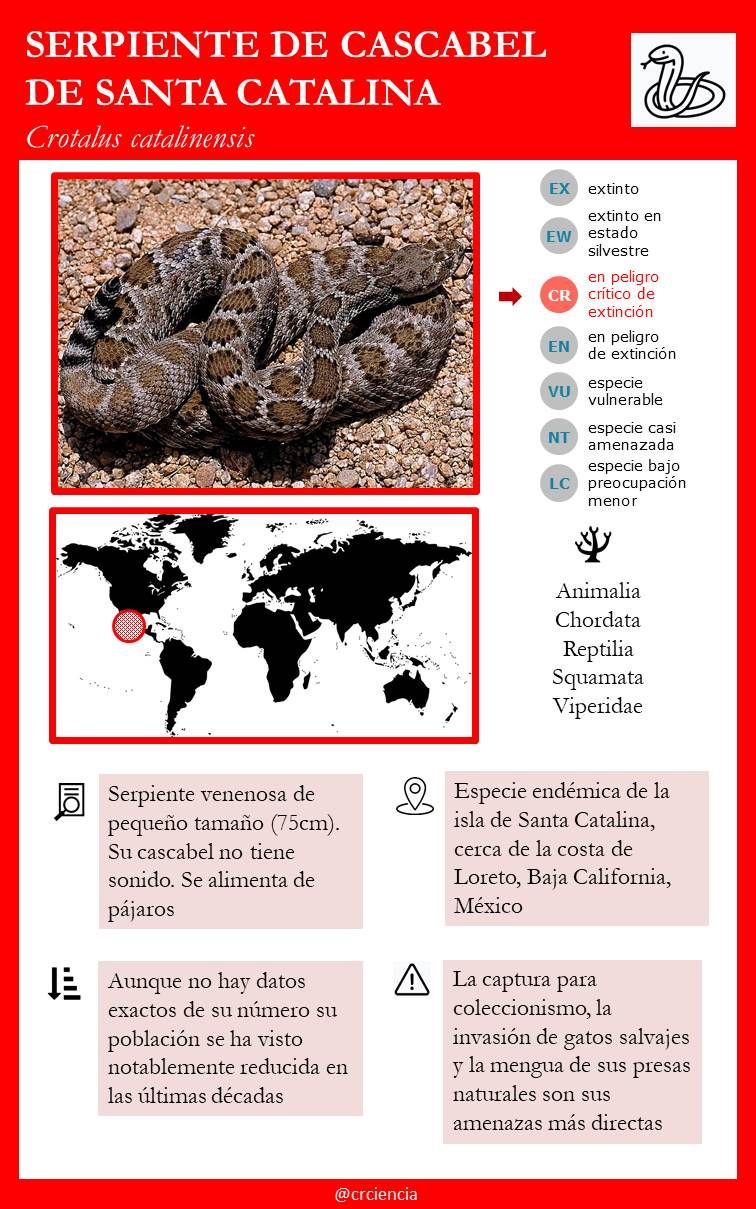 SERPIENTE DE CASCABEL
DE SANTA CATALINA
Crotalus catalinensis
EX extinto
EW extinto en
estado
silvestre
CR en peligro
crítico de
extinción
EN en peligro
de extinción
VU especie
vulnerable
NT especie casi
amenazada
LC especie bajo
preocupación
menor
Animalia
Chordata
Reptilia
Squamata
Viperidae
Serpiente venenosa de
pequeño tamaño (75cm).
Su cascabel no tiene
sonido. Se alimenta de
pájaros
Especie endémica de la
isla de Santa Catalina,
cerca de la costa de
Loreto, Baja California,
México
Aunque no hay datos
exactos de su número su
población se ha visto
notablemente reducida en
las últimas décadas
La captura para
coleccionismo, la
invasión de gatos salvajes
y la mengua de sus presas
naturales son sus
amenazas más directas
@crciencia